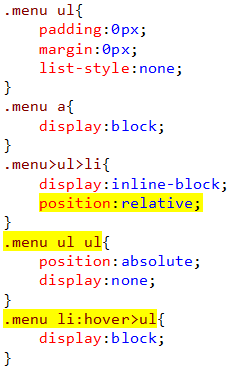 .menu ul{
padding:0px;
margin:0px;
list-style:none;
}
.menu a{
display:block;
}
.menu>ul>li{
display:inline-block;
position:relative;
}
.menu ul ul{
position:absolute;
display:none;
}
.menu li:hover>ul{
display:block;
}